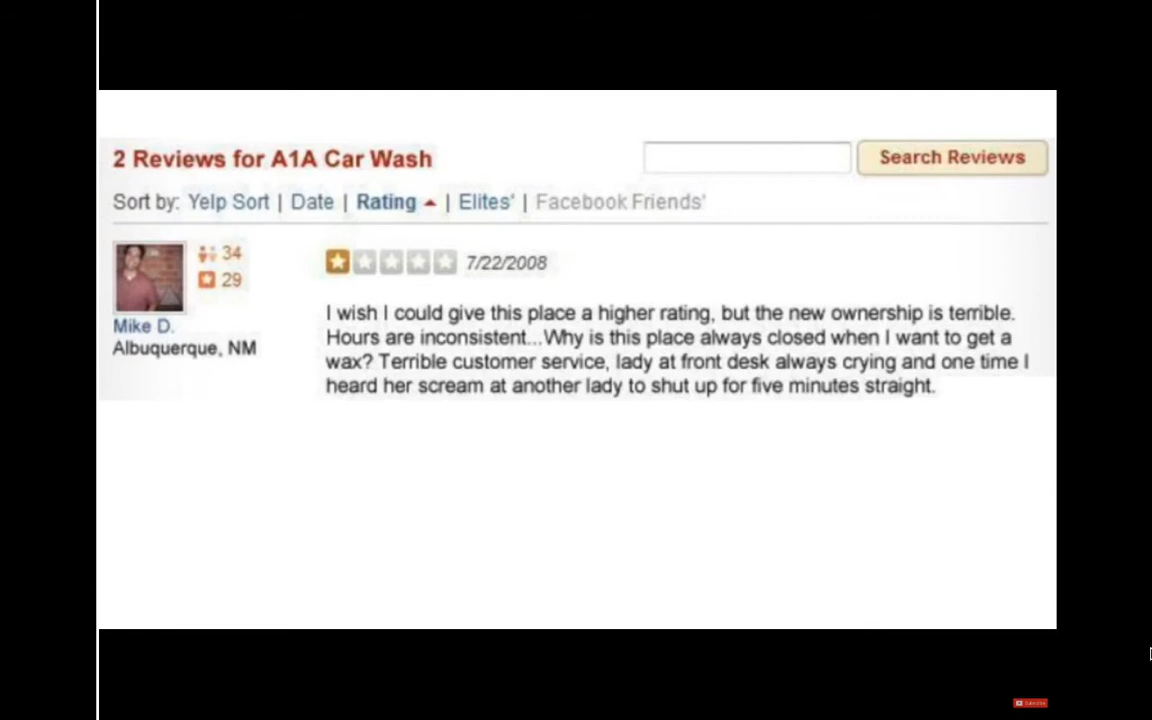 2 Reviews for A1A Car Wash
Search Reviews
Sort by: Yelp Sort | Date | Rating | Elites' | Facebook Friends'
34
29
7/22/2008
Mike D.
Albuquerque, NM
I wish I could give this place a higher rating, but the new ownership is terrible.
Hours are inconsistent...Why is this place always closed when I want to get a
wax? Terrible customer service, lady at front desk always crying and one time I
heard her scream at another lady to shut up for five minutes straight.